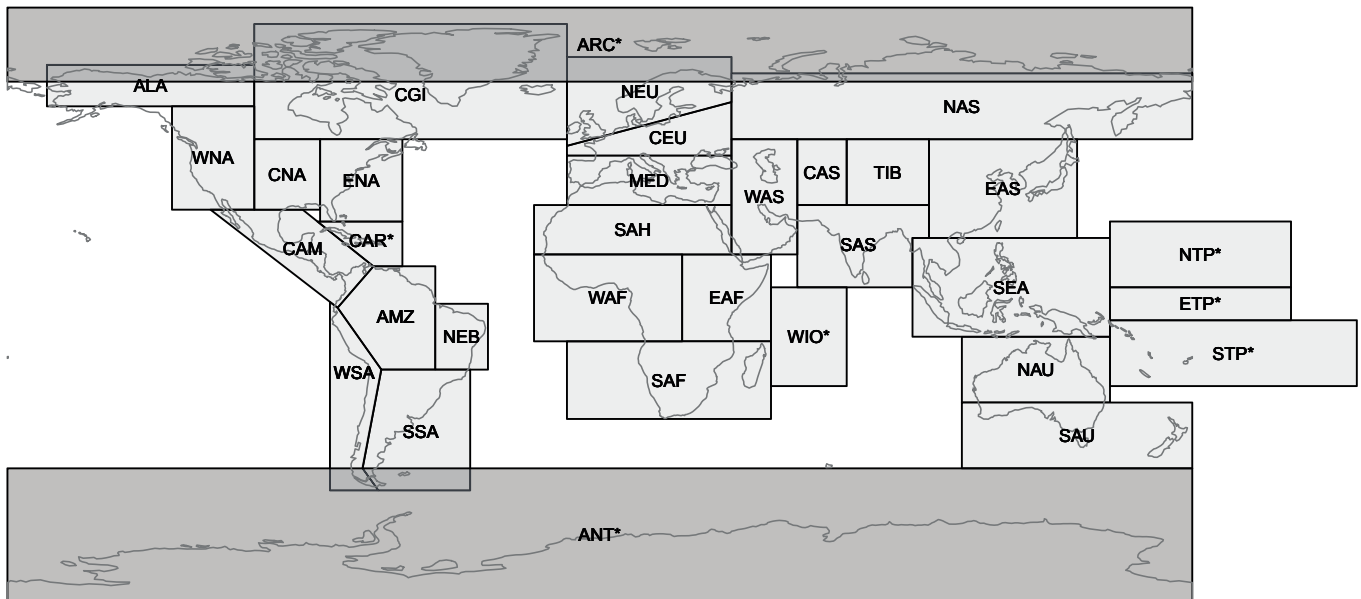 ARC*
ALA
CGI
NEU
NAS
CEU
WNA
CNA
ENA
MED
WAS
CAS
TIB
EAS
CAM
CAR*
SAH
SAS
NTP*
AMZ
NEB
WAF
EAF
WIO*
SEA
ETP*
WSA
SSA
SAF
NAU
STP*
SAU
ANT*